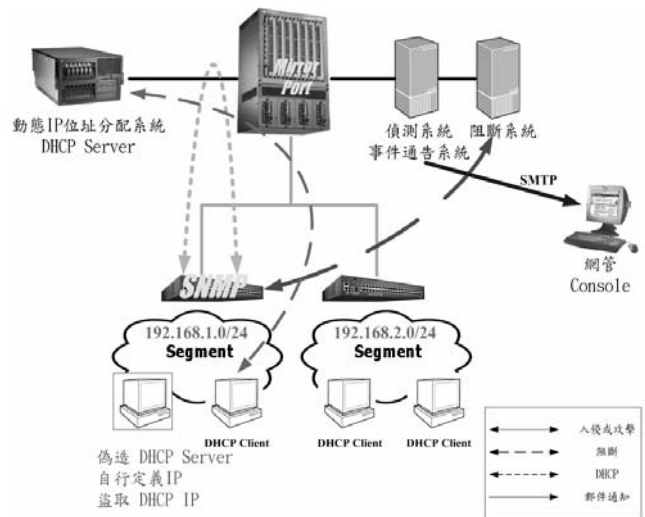 Mirror
Port
動態IP位址分配系統
DHCP Server
偵測系統
事件通告系統
阻斷系統
SMTP
網管
Console
SNMP
192.168.1.0/24
Segment
192.168.2.0/24
Segment
DHCP Client
DHCP Client
DHCP Client
偽造 DHCP Server
自行定義IP
盜取 DHCP IP
入侵或攻擊
阻斷
DHCP
郵件通知